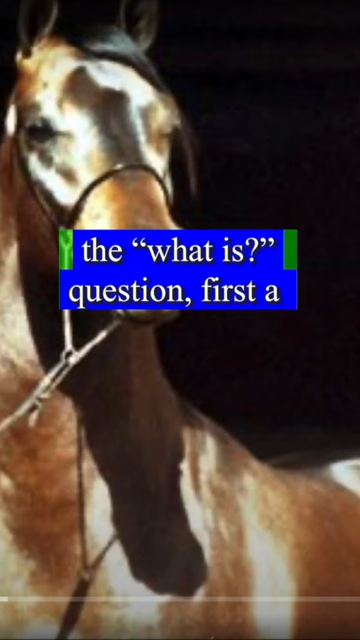 the “what is?”
question, first a